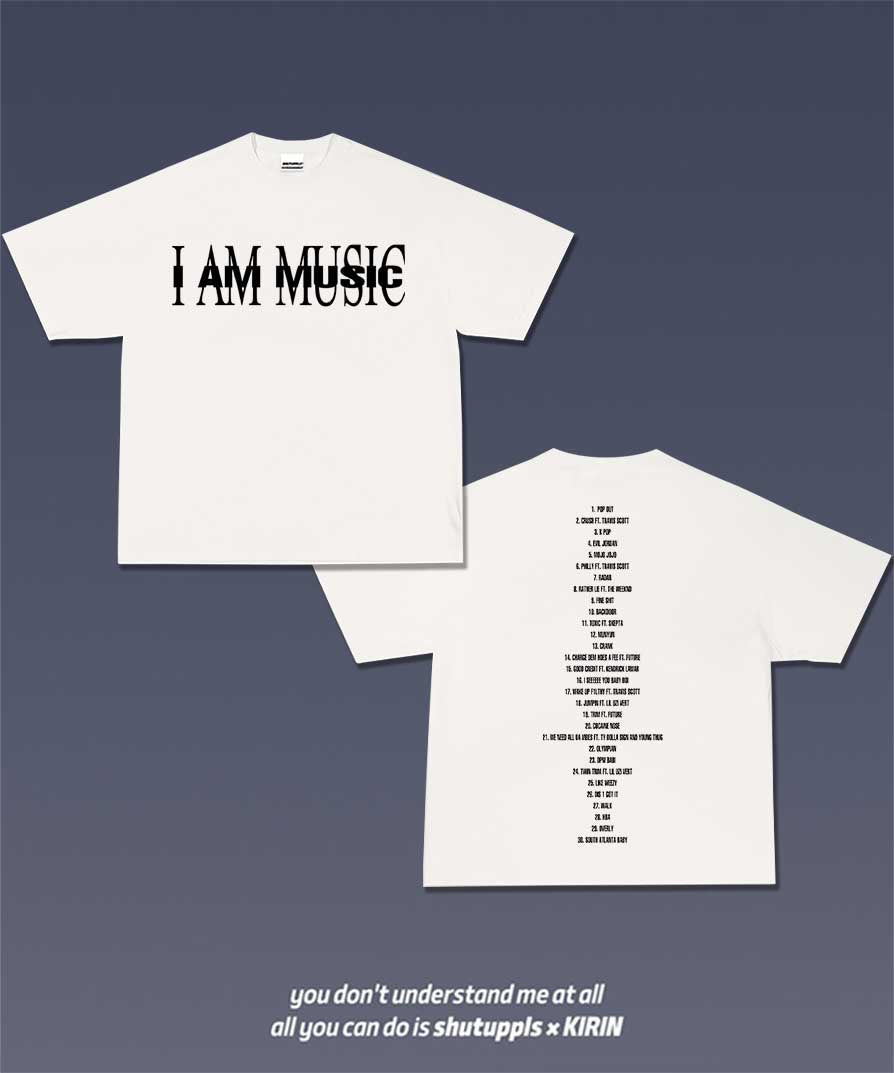 SHUTUPPLS
I AM MUSIC
I AM MUSIC
1. POP OUT
2. CRUSH FT. TRAVIS SCOTT
3. K POP
4. EVIL JORDAN
5. MOJO JOJO
6. PHILLY FT. TRAVIS SCOTT
7. RADAR
8. RATHER LIE FT. THE WEEKND
9. FINE SHIT
10. BACKDOOR
11. TOXIC FT. SKEPTA
12. MUNYUN
13. CRANK
14. CHARGE DEM HOES A FEE FT. FUTURE
15. GOOD CREDIT FT. KENDRICK LAMAR
16. I SEEEEEE YOU BABY BOI
17. WAKE UP F1LTHY FT. TRAVIS SCOTT
18. JUMPIN FT. LIL UZI VERT
19. TRIM FT. FUTURE
20. COCAINE NOSE
21. WE NEED ALL DA VIBES FT. TY DOLLA SIGN AND YOUNG THUG
22. OLYMPIAN
23. OPM BABI
24. TWIN TRIM FT. LIL UZI VERT
25. LIKE WEEZY
26. DIS 1 GOT IT
27. WALK
28. HBA
29. OVERLY
30. SOUTH ATLANTA BABY
you don't understand me at all
all you can do is shutuppls × KIRIN